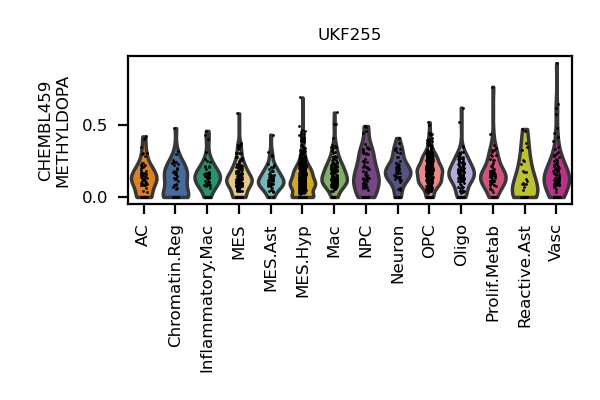 UKF255
CHEMBL459
METHYLDOPA
0.5
0.0
AC
Chromatin.Reg
Inflammatory.Mac
MES
MES.Ast
MES.Hyp
Mac
NPC
Neuron
OPC
Oligo
Prolif.Metab
Reactive.Ast
Vasc